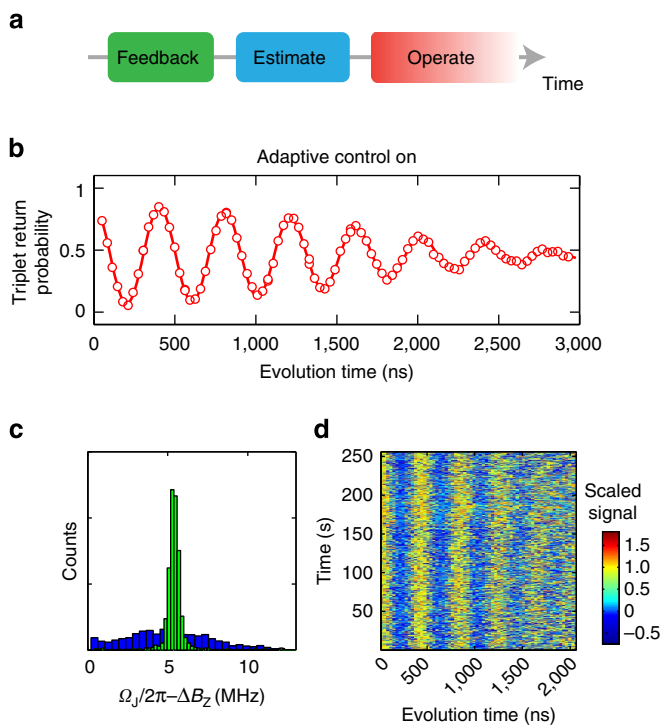 a
Feedback Estimate Operate
Time
b
Adaptive control on
Triplet return
probability
1
0.5
0
0 500 1,000 1,500 2,000 2,500 3,000
Evolution time (ns)
c
Counts
0 5 10
Ω_J/2π–ΔB_Z (MHz)
d
Time (s)
250
200
150
100
50
0 500 1,000 1,500 2,000
Evolution time (ns)
Scaled
signal
1.5
1.0
0.5
0
–0.5